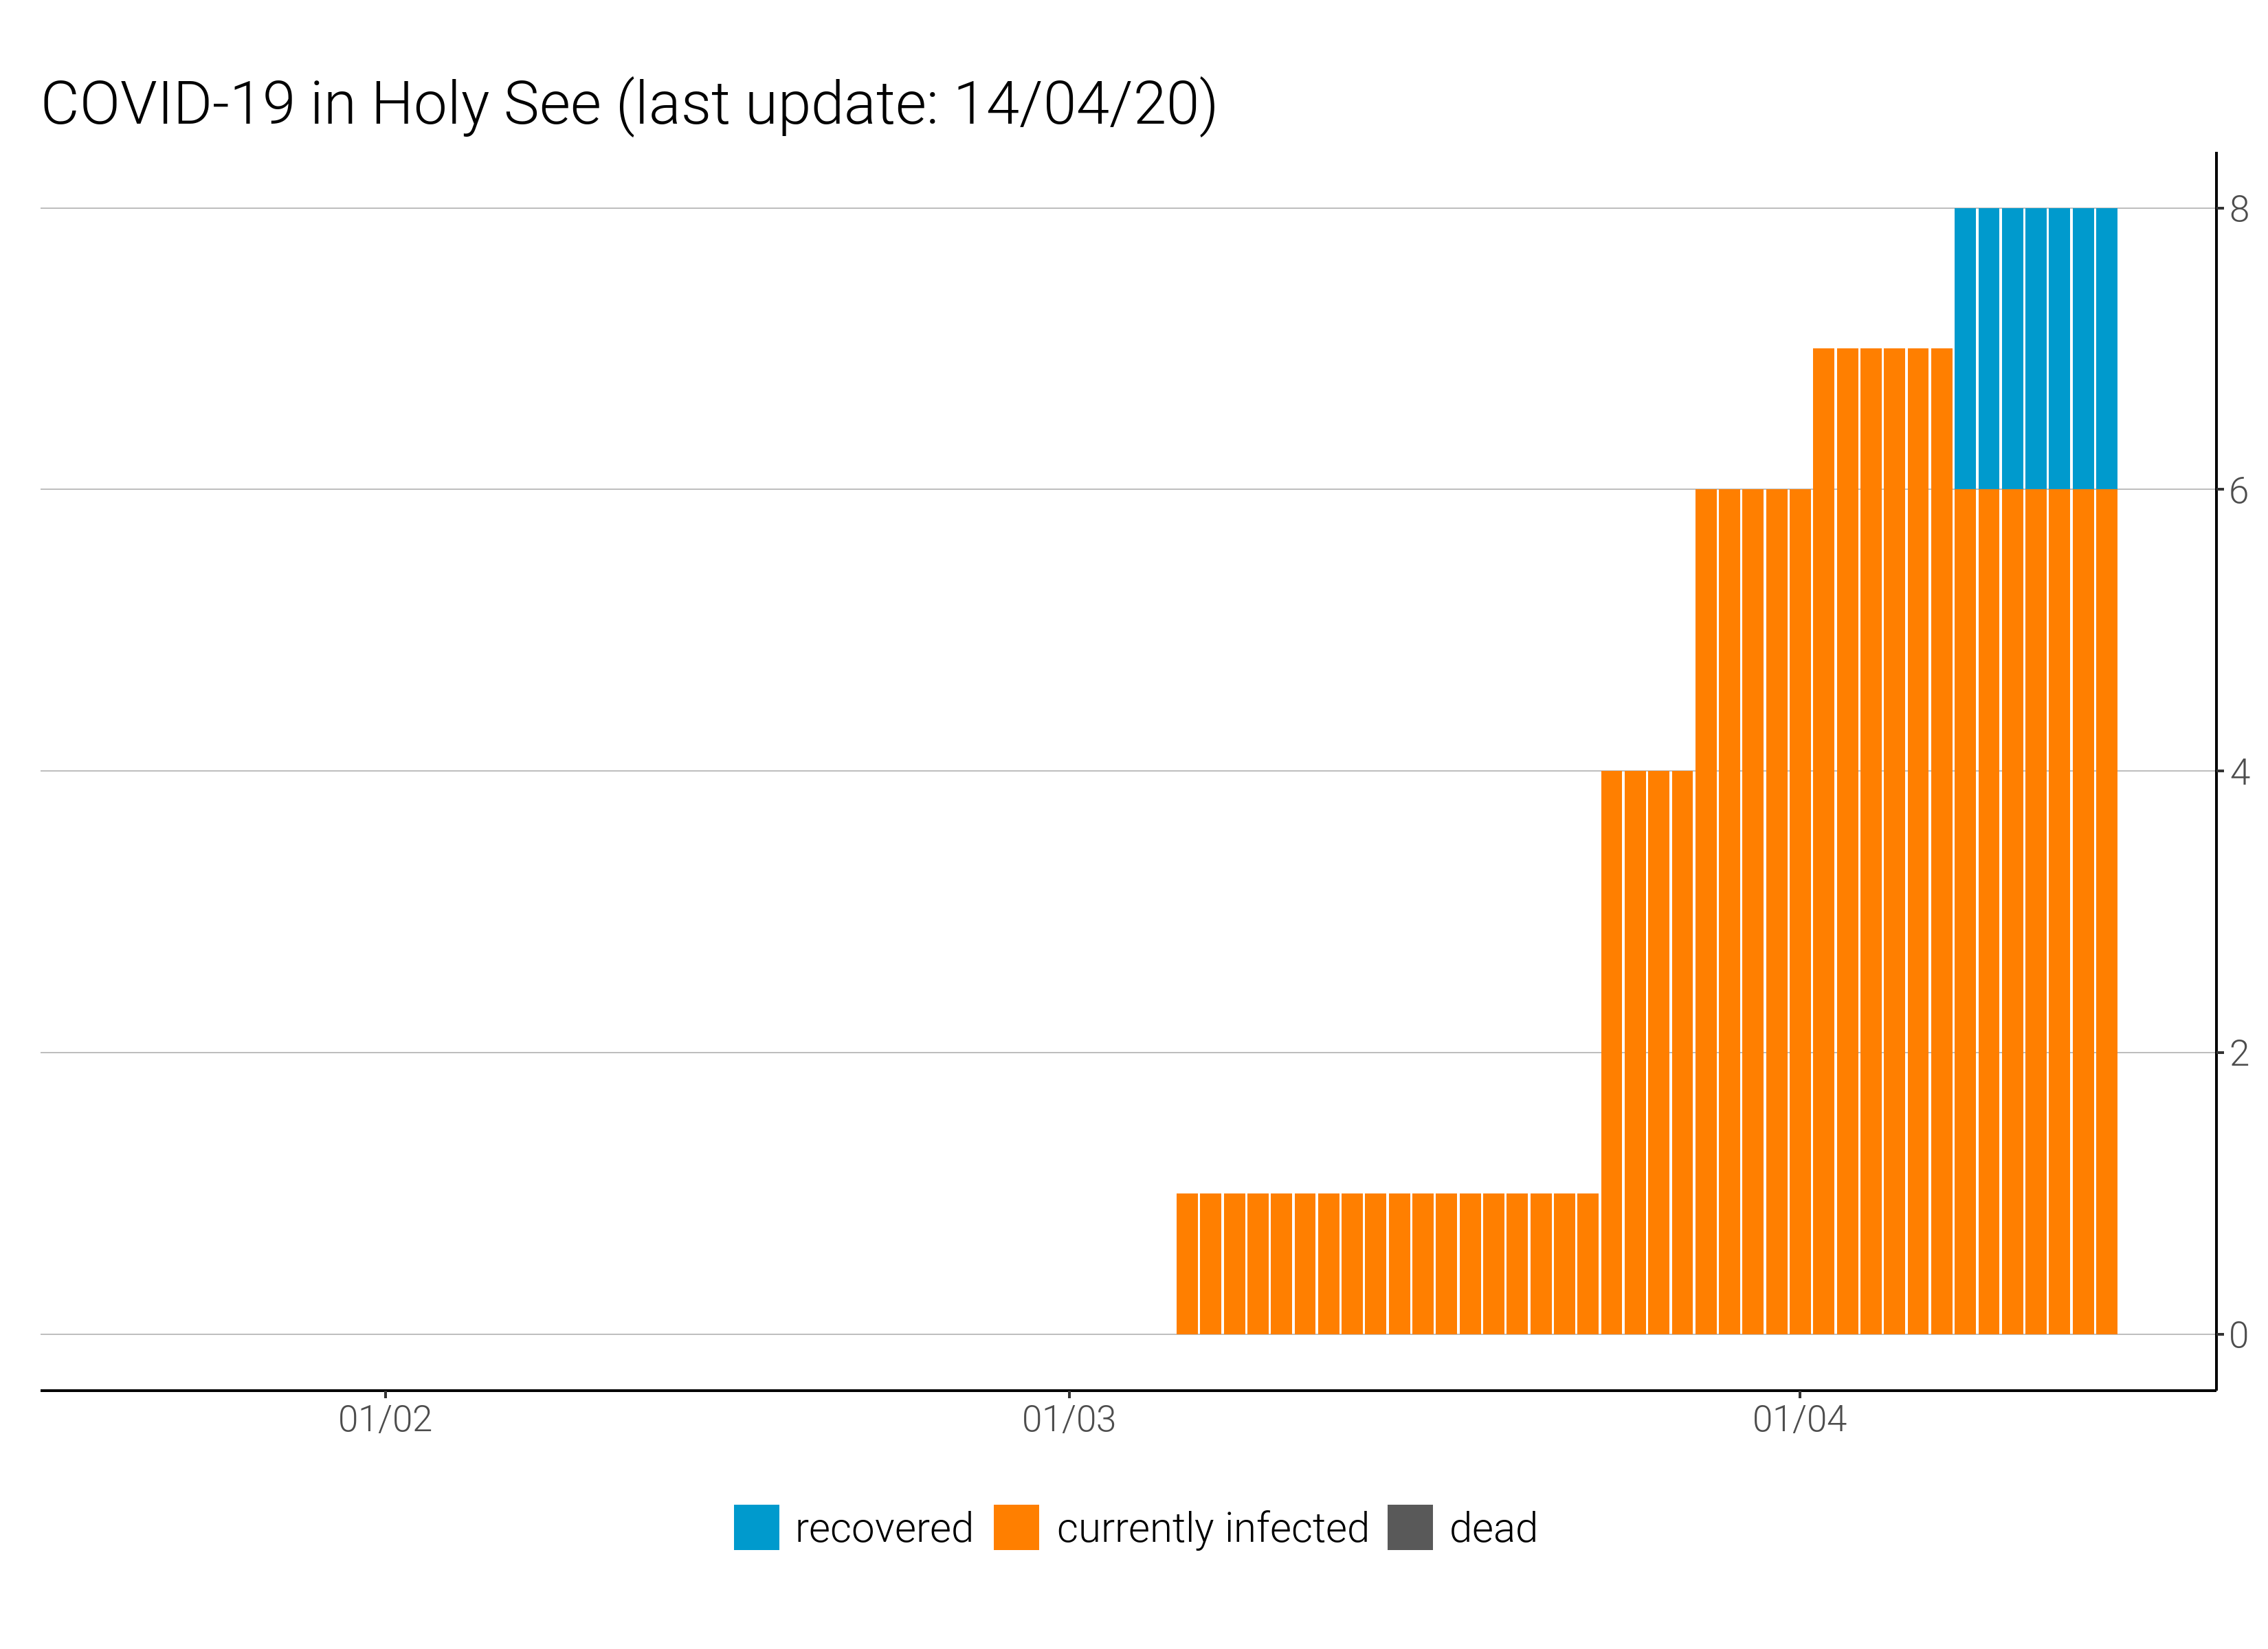 COVID-19 in Holy See (last update: 14/04/20)
8
6
4
2
0
01/02 01/03 01/04
recovered currently infected dead